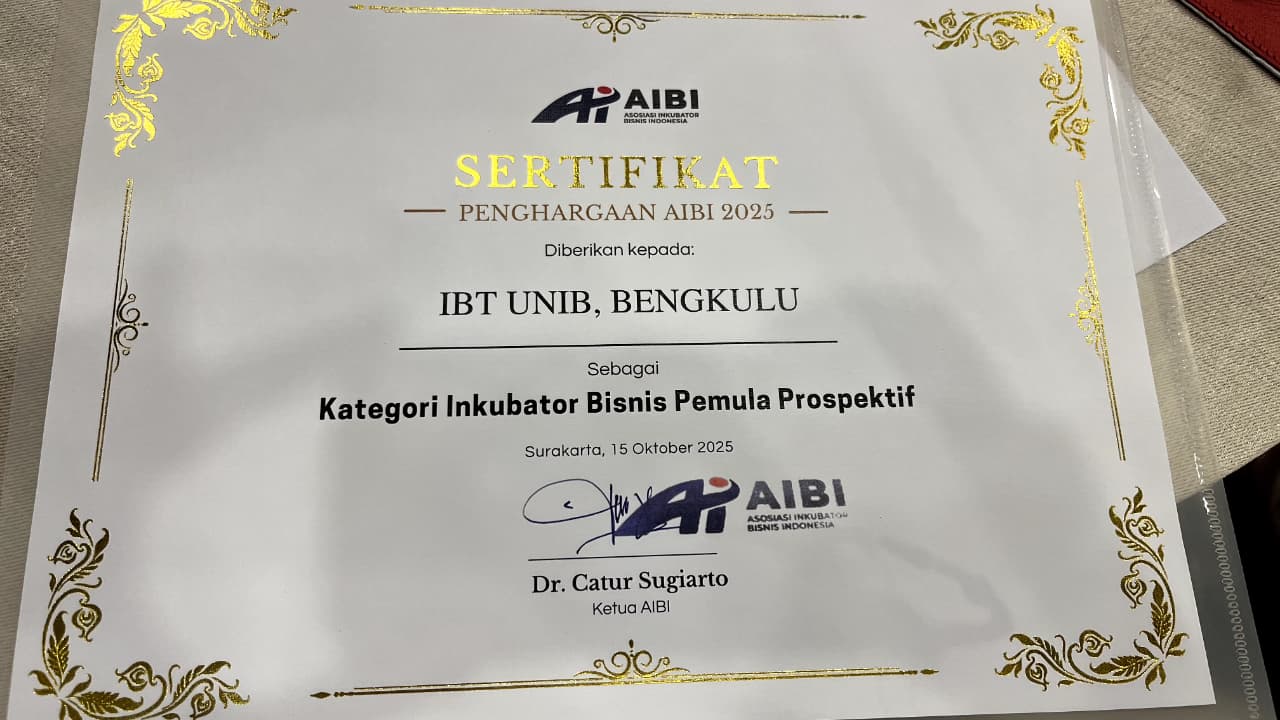 AIBI
ASOSIASI INKUBATOR
BISNIS INDONESIA
SERTIFIKAT
PENGHARGAAN AIBI 2025
Diberikan kepada:
IBT UNIB, BENGKULU
Sebagai
Kategori Inkubator Bisnis Pemula Prospektif
Surakarta, 15 Oktober 2025
AIBI
ASOSIASI INKUBATOR
BISNIS INDONESIA
Dr. Catur Sugiarto
Ketua AIBI